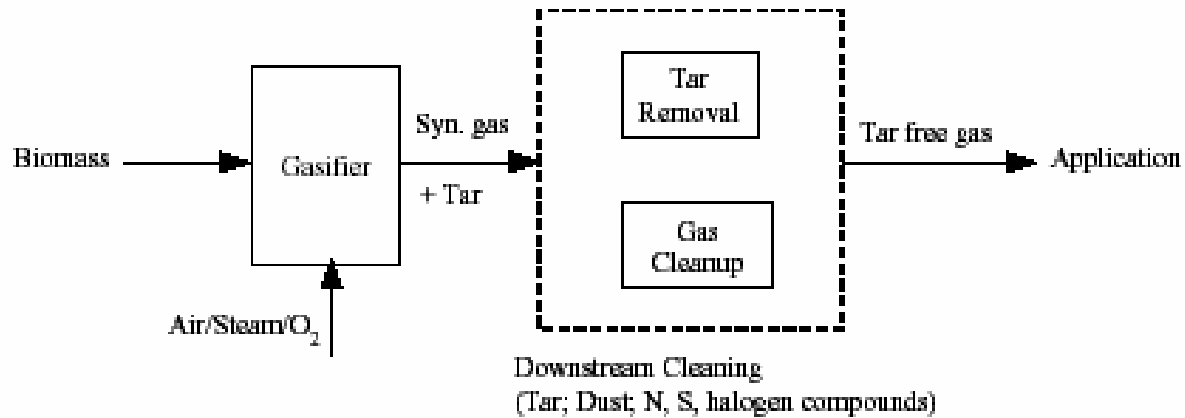 Biomass
Gasifier
Air/Steam/O₂
Syn. gas
+ Tar
Tar
Removal
Gas
Cleanup
Tar free gas
Application
Downstream Cleaning
(Tar; Dust; N, S, halogen compounds)